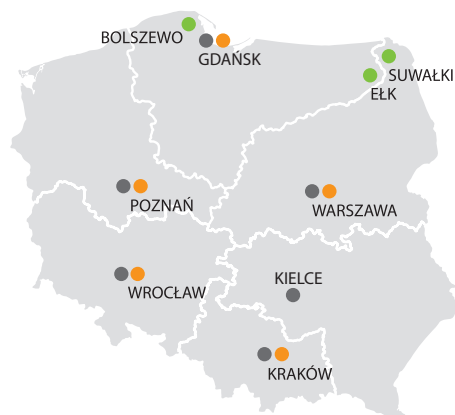 BOLSZEWO
GDAŃSK
SUWAŁKI
EŁK
POZNAŃ
WARSZAWA
KIELCE
WROCŁAW
KRAKÓW